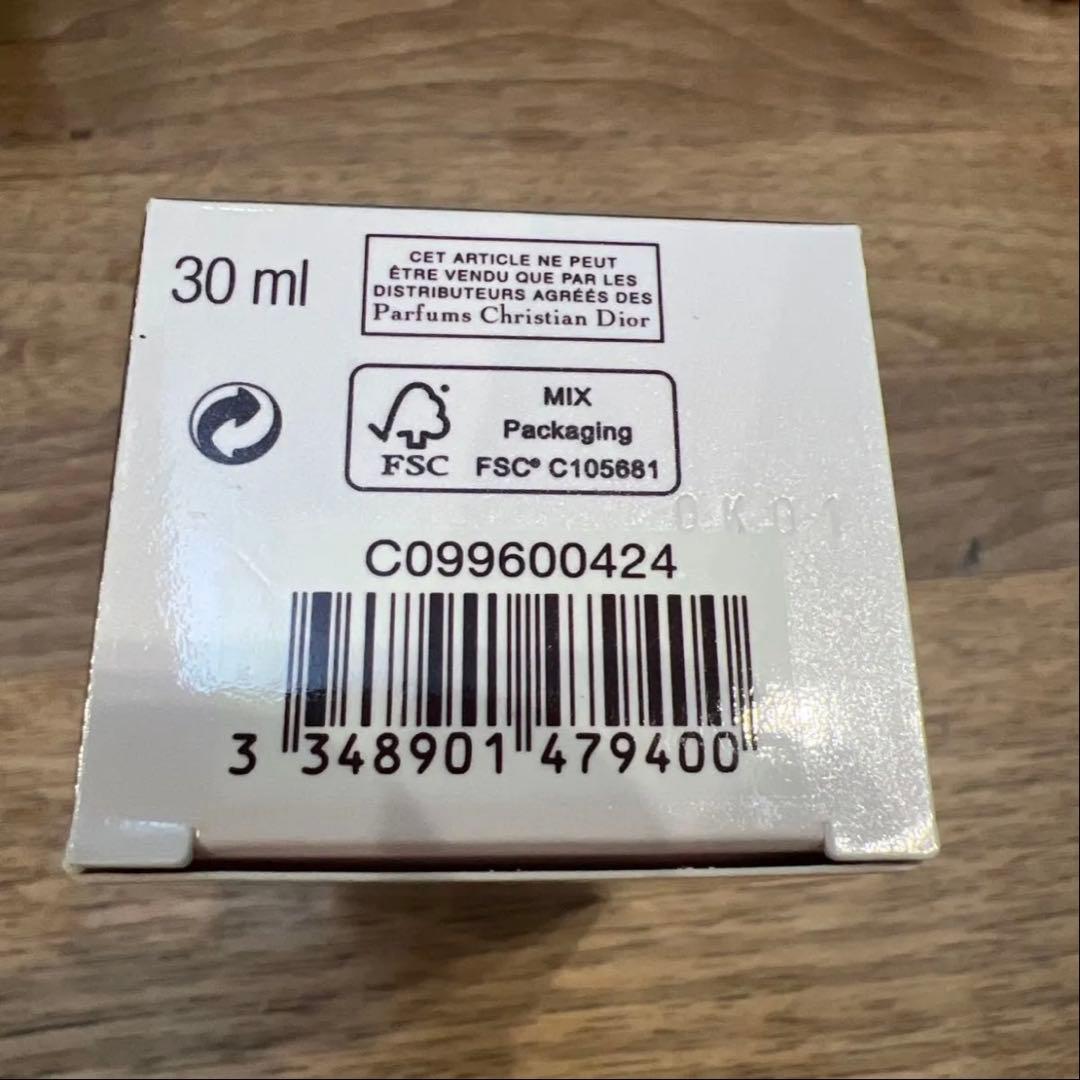 30 ml
CET ARTICLE NE PEUT
ÊTRE VENDU QUE PAR LES
DISTRIBUTEURS AGRÉÉS DES
Parfums Christian Dior
MIX
Packaging
FSC
FSC® C105681
0K01
C099600424
3 348901 479400